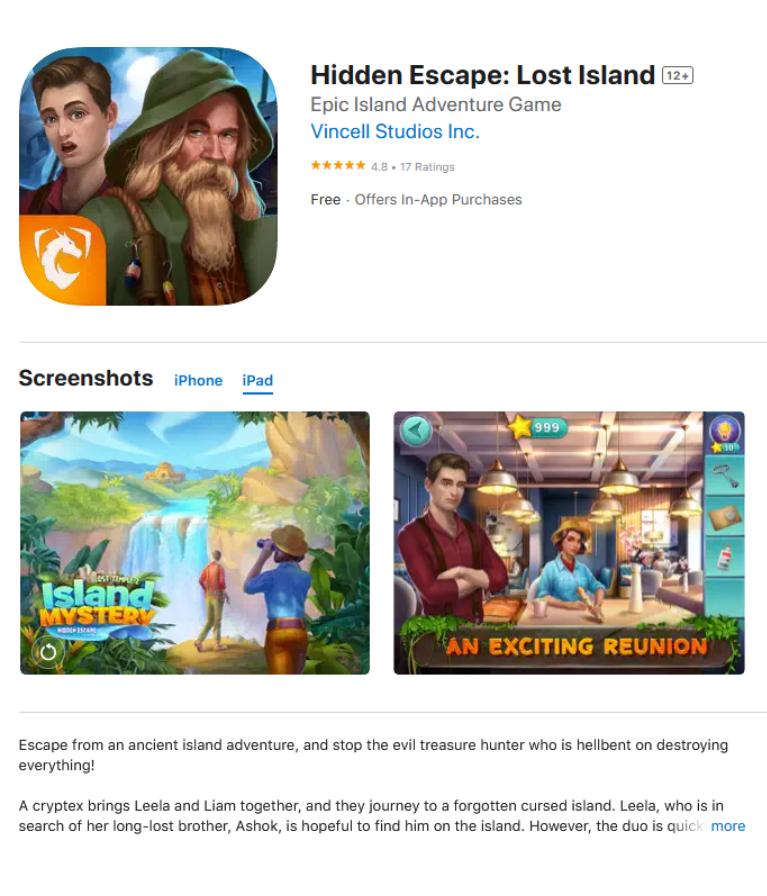 Hidden Escape: Lost Island 12+
Epic Island Adventure Game
Vincell Studios Inc.
4.8 • 17 Ratings
Free · Offers In-App Purchases
Screenshots iPhone iPad
LOST TEMPLE
Island
MYSTERY
HIDDEN ESCAPE
999
10
AN EXCITING REUNION
Escape from an ancient island adventure, and stop the evil treasure hunter who is hellbent on destroying
everything!
A cryptex brings Leela and Liam together, and they journey to a forgotten cursed island. Leela, who is in
search of her long-lost brother, Ashok, is hopeful to find him on the island. However, the duo is quick more